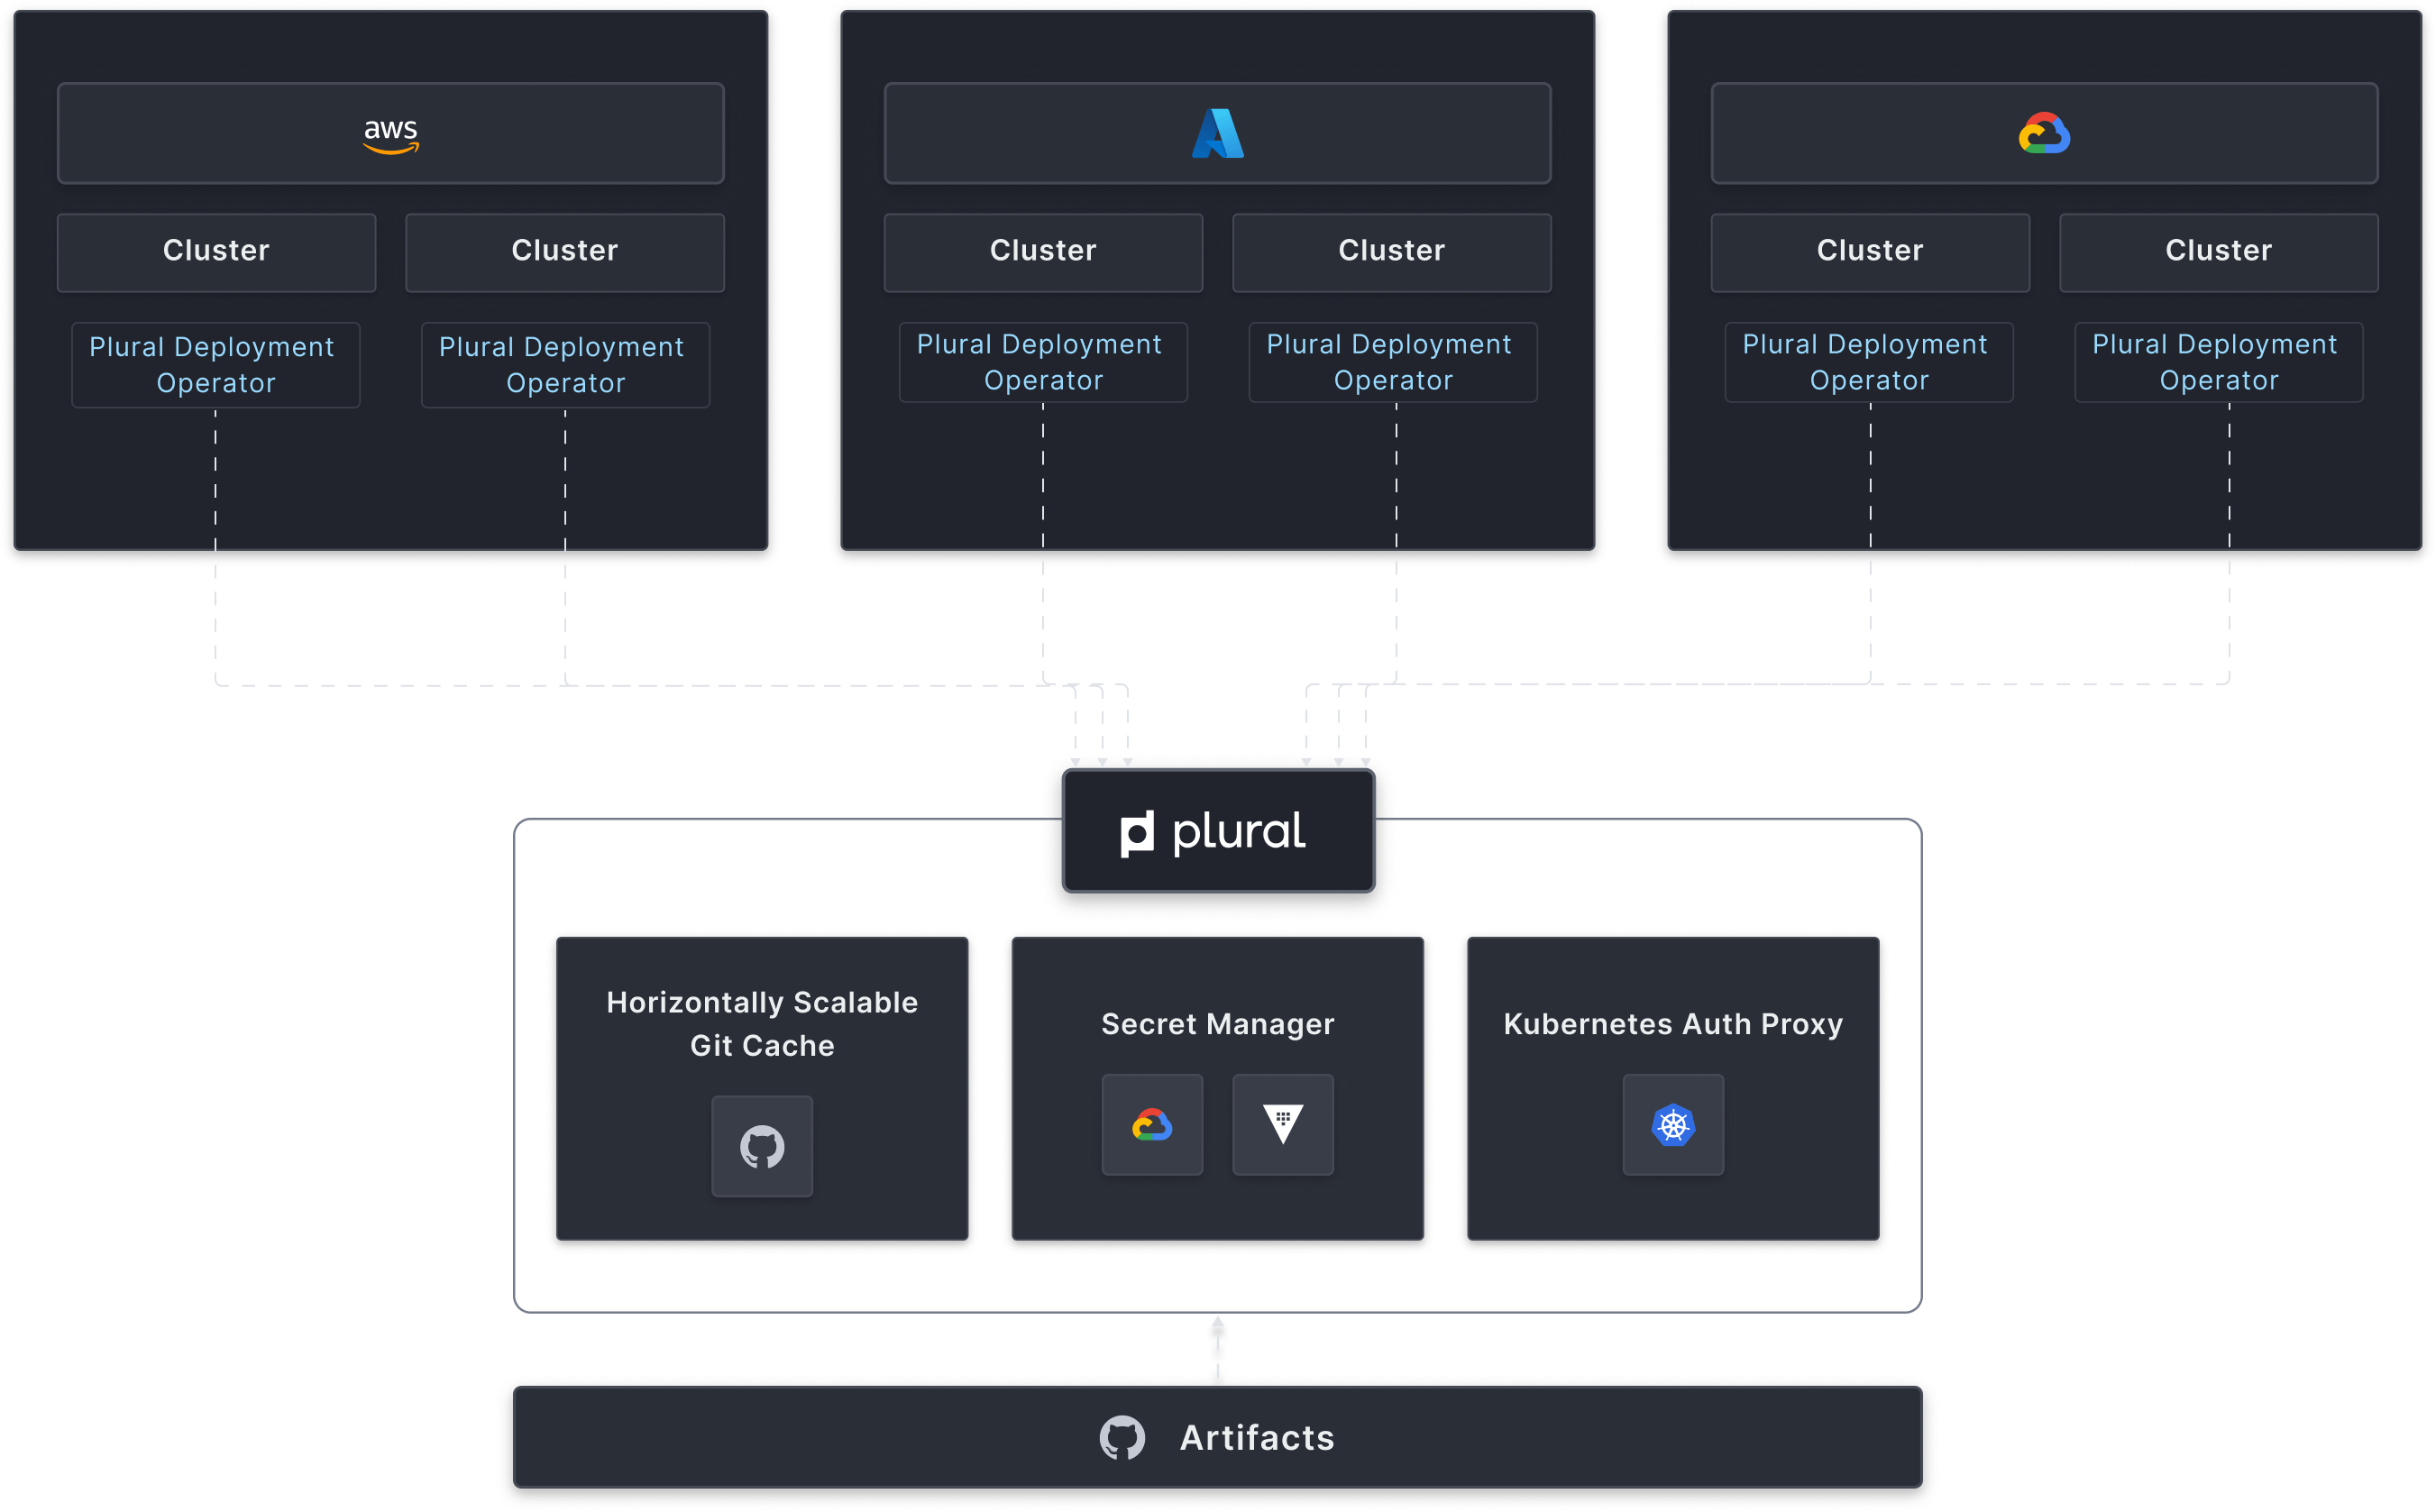 aws
Cluster
Cluster
Plural Deployment
Operator
Plural Deployment
Operator
Cluster
Cluster
Plural Deployment
Operator
Plural Deployment
Operator
Cluster
Cluster
Plural Deployment
Operator
Plural Deployment
Operator
plural
Horizontally Scalable
Git Cache
Secret Manager
Kubernetes Auth Proxy
Artifacts